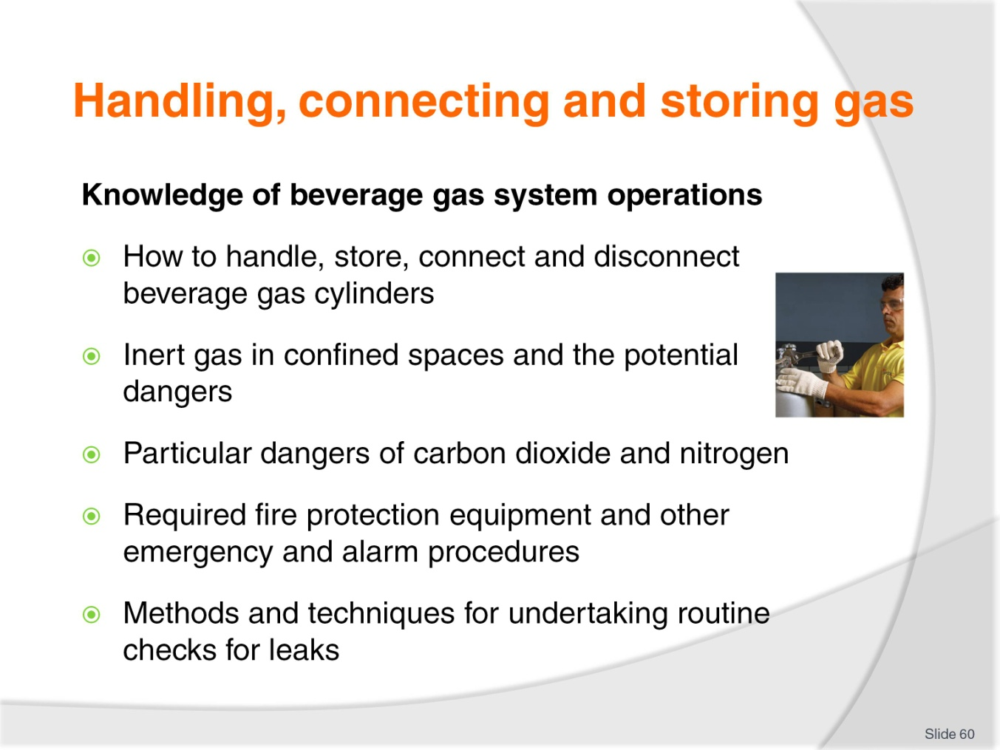 Handling, connecting and storing gas
Knowledge of beverage gas system operations
How to handle, store, connect and disconnect
beverage gas cylinders
Inert gas in confined spaces and the potential
dangers
Particular dangers of carbon dioxide and nitrogen
Required fire protection equipment and other
emergency and alarm procedures
Methods and techniques for undertaking routine
checks for leaks
Slide 60